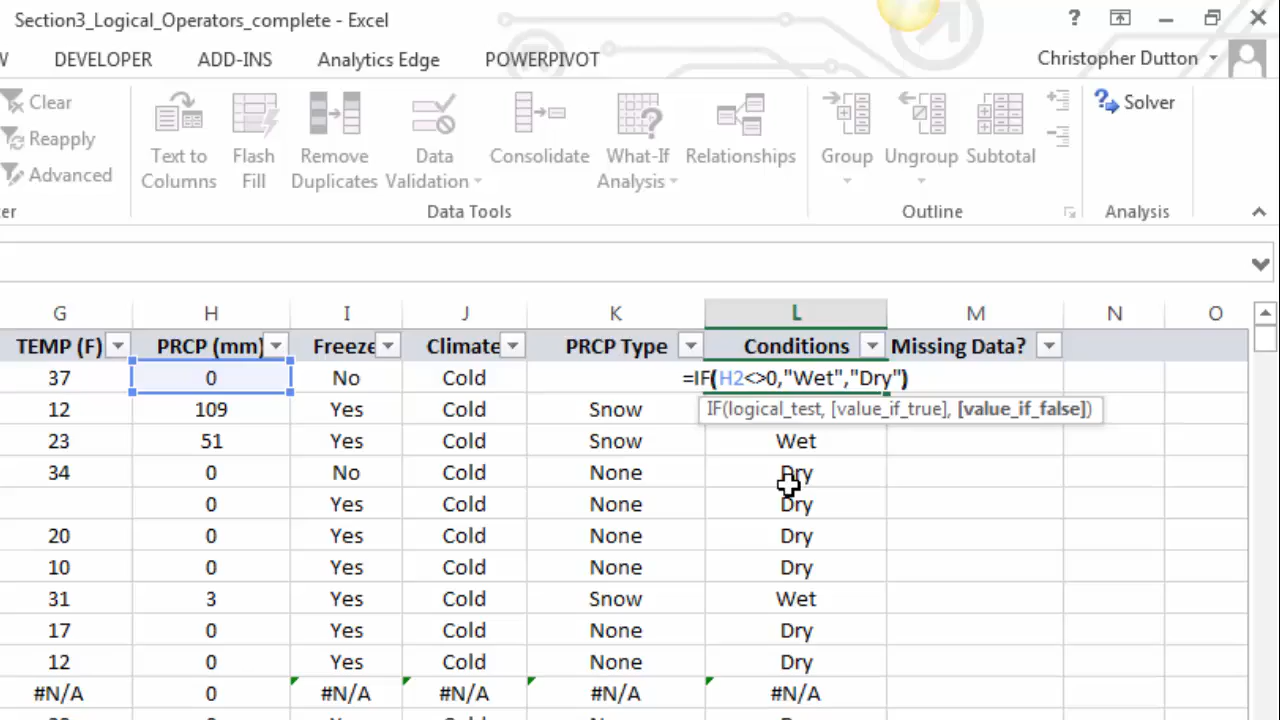 Section3_Logical_Operators_complete - Excel
?
W DEVELOPER ADD-INS Analytics Edge POWERPIVOT Christopher Dutton
Clear
Reapply
Advanced
Text to Columns
Flash Fill
Remove Duplicates
Data Validation
Consolidate
What-If Analysis
Relationships
Group
Ungroup
Subtotal
Solver
er Data Tools Outline Analysis
G H I J K L M N O
TEMP (F) PRCP (mm) Freeze Climate PRCP Type Conditions Missing Data?
37 0 No Cold =IF(H2<>0,"Wet","Dry")
12 109 Yes Snow Cold
IF(logical_test, [value_if_true], [value_if_false])
23 51 Yes Cold Snow Wet
34 0 No Cold None Dry
0 Yes Cold None Dry
20 0 Yes Cold None Dry
10 0 Yes Cold None Dry
31 3 Yes Cold Snow Wet
17 0 Yes Cold None Dry
12 0 Yes Cold None Dry
#N/A 0 #N/A #N/A #N/A #N/A